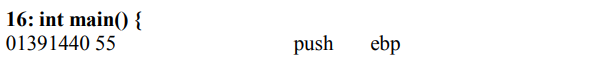 16: int main() {
01391440 55 push ebp